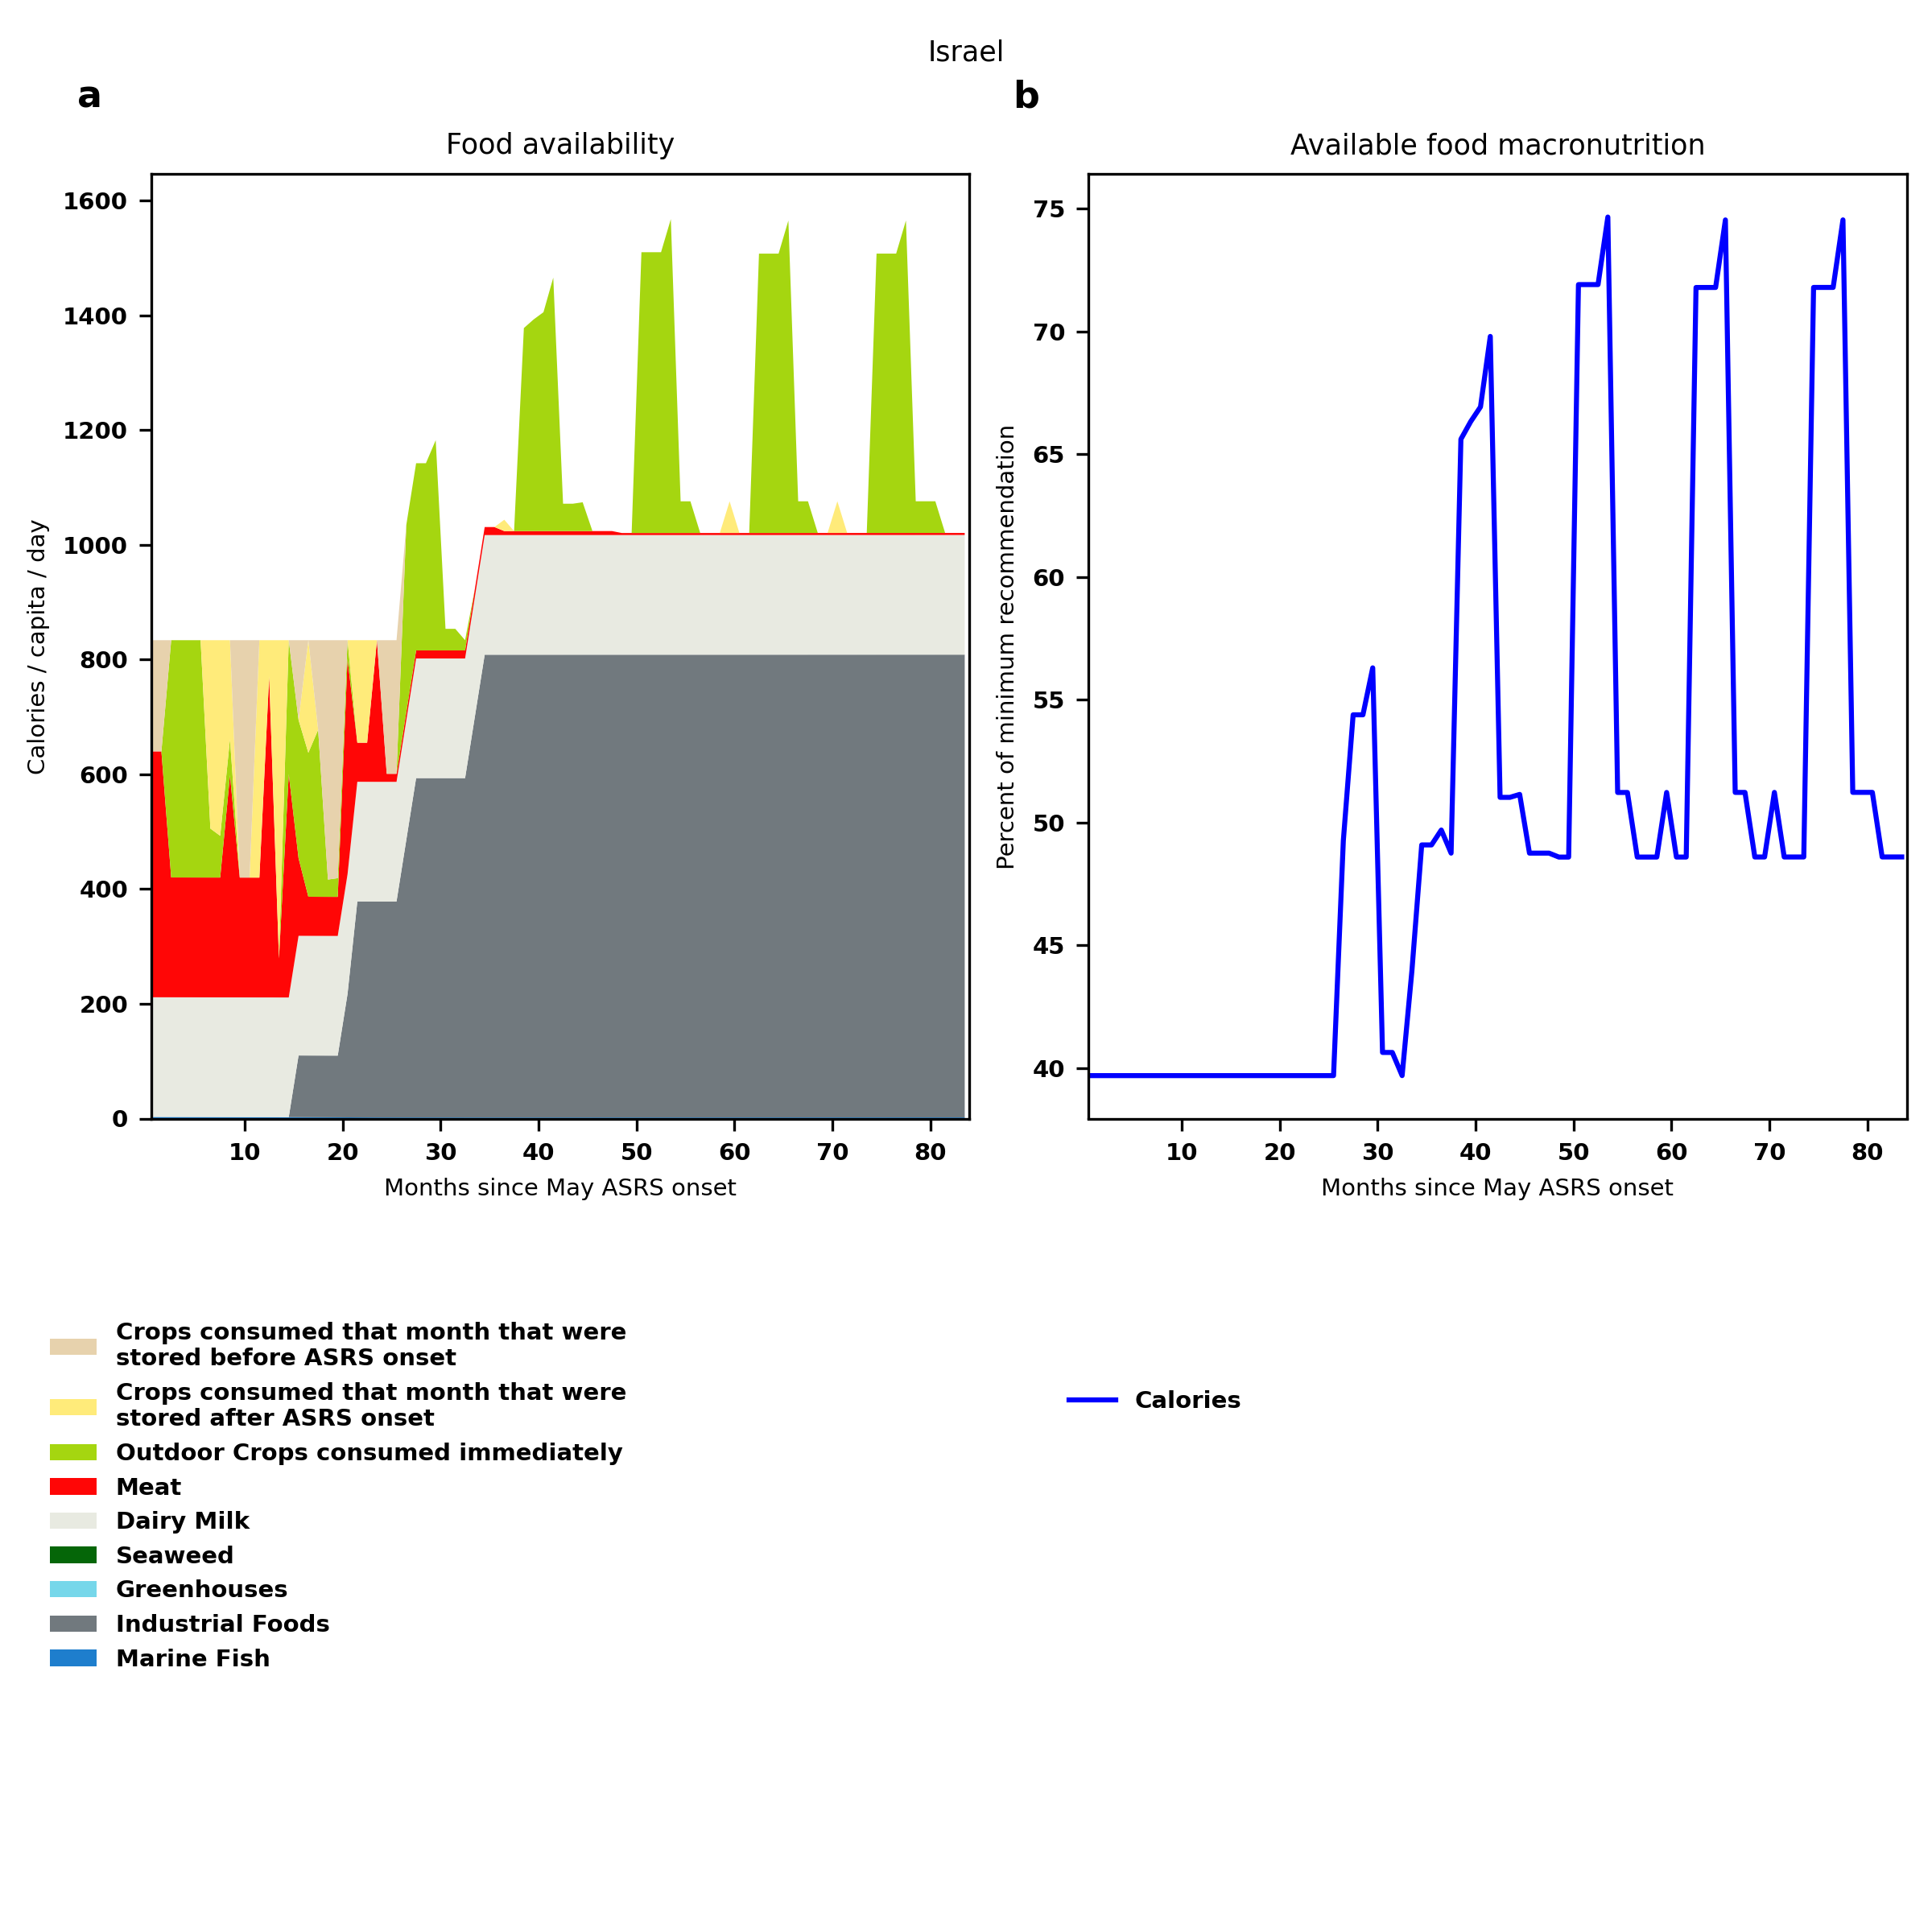 Israel
a
Food availability
Calories / capita / day
1600
1400
1200
1000
800
600
400
200
0
10 20 30 40 50 60 70 80
Months since May ASRS onset
b
Available food macronutrition
Percent of minimum recommendation
75
70
65
60
55
50
45
40
10 20 30 40 50 60 70 80
Months since May ASRS onset
Crops consumed that month that were
stored before ASRS onset
Crops consumed that month that were
stored after ASRS onset
Outdoor Crops consumed immediately
Meat
Dairy Milk
Seaweed
Greenhouses
Industrial Foods
Marine Fish
Calories